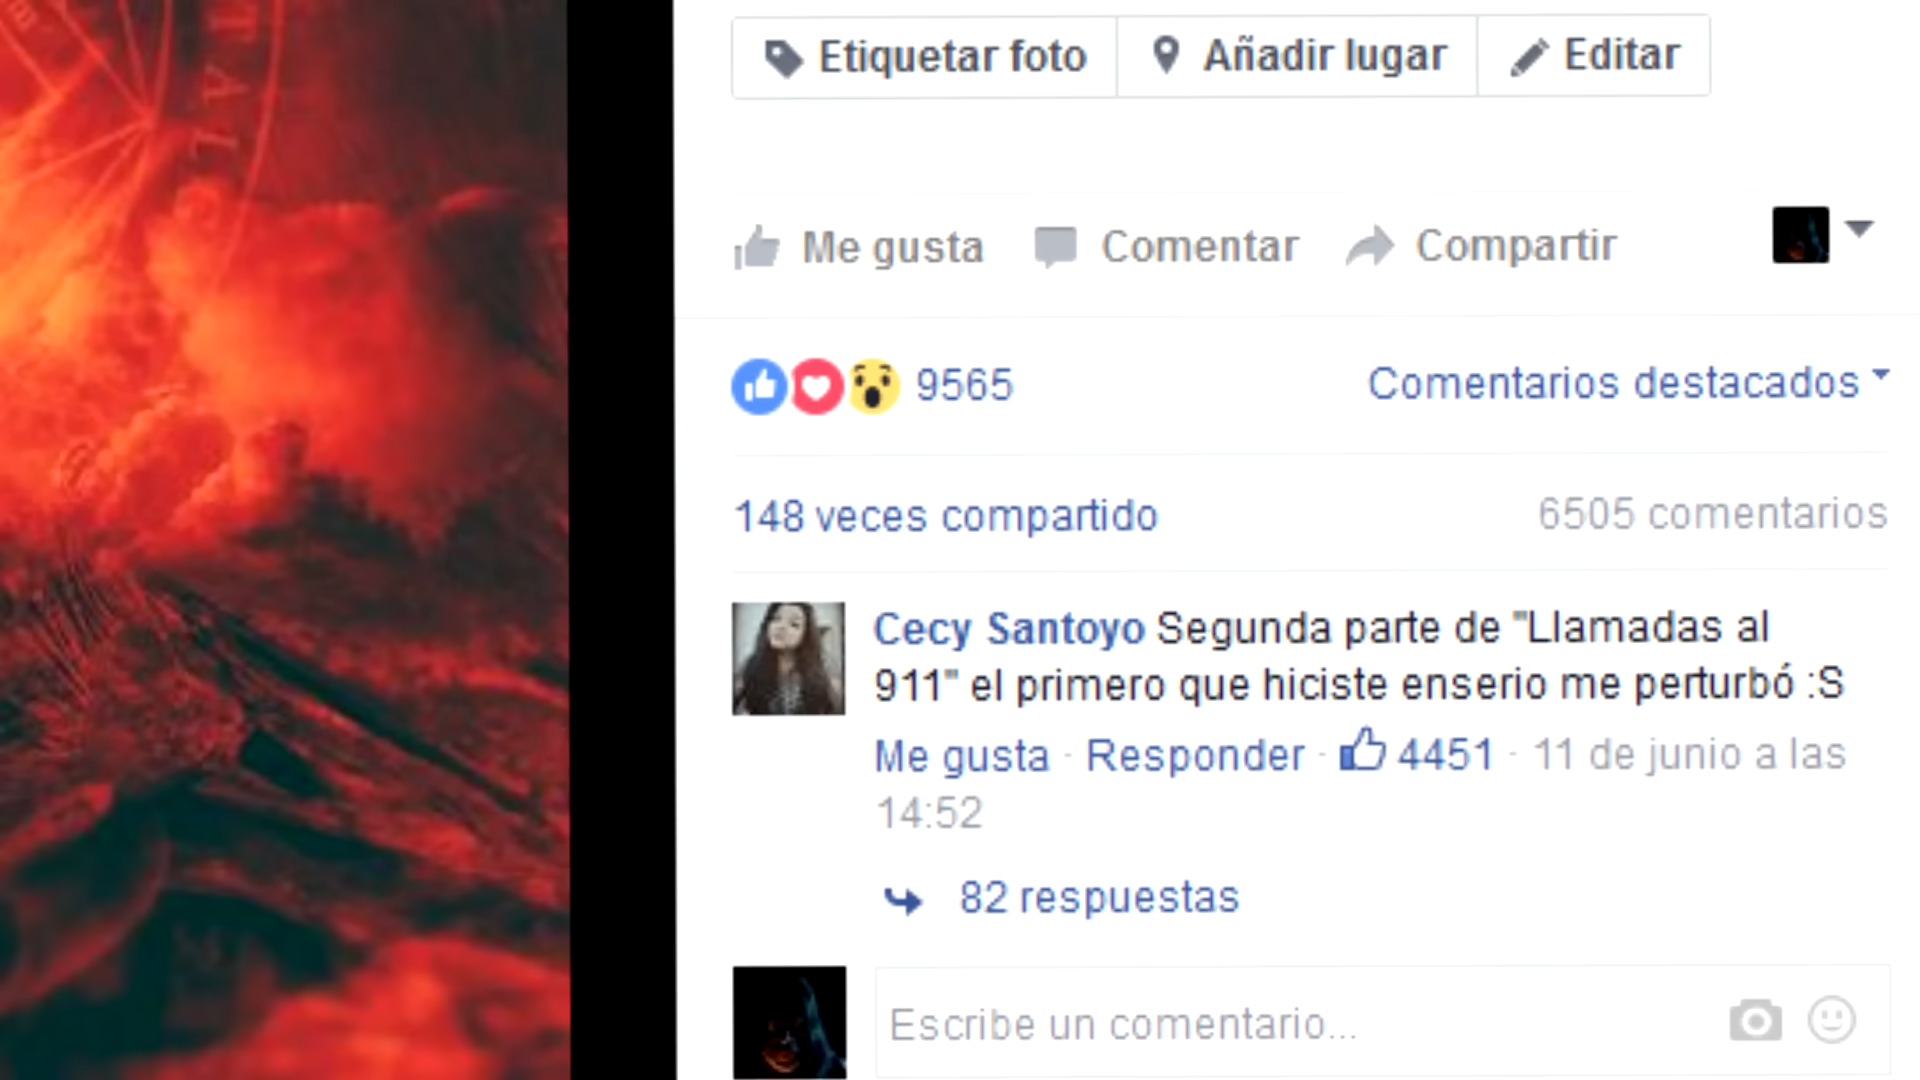 Etiquetar foto Añadir lugar Editar
Me gusta Comentar Compartir
9565 Comentarios destacados
148 veces compartido 6505 comentarios
Cecy Santoyo Segunda parte de "Llamadas al
911" el primero que hiciste enserio me perturbó :S
Me gusta · Responder · 4451 · 11 de junio a las
14:52
82 respuestas
Escribe un comentario...